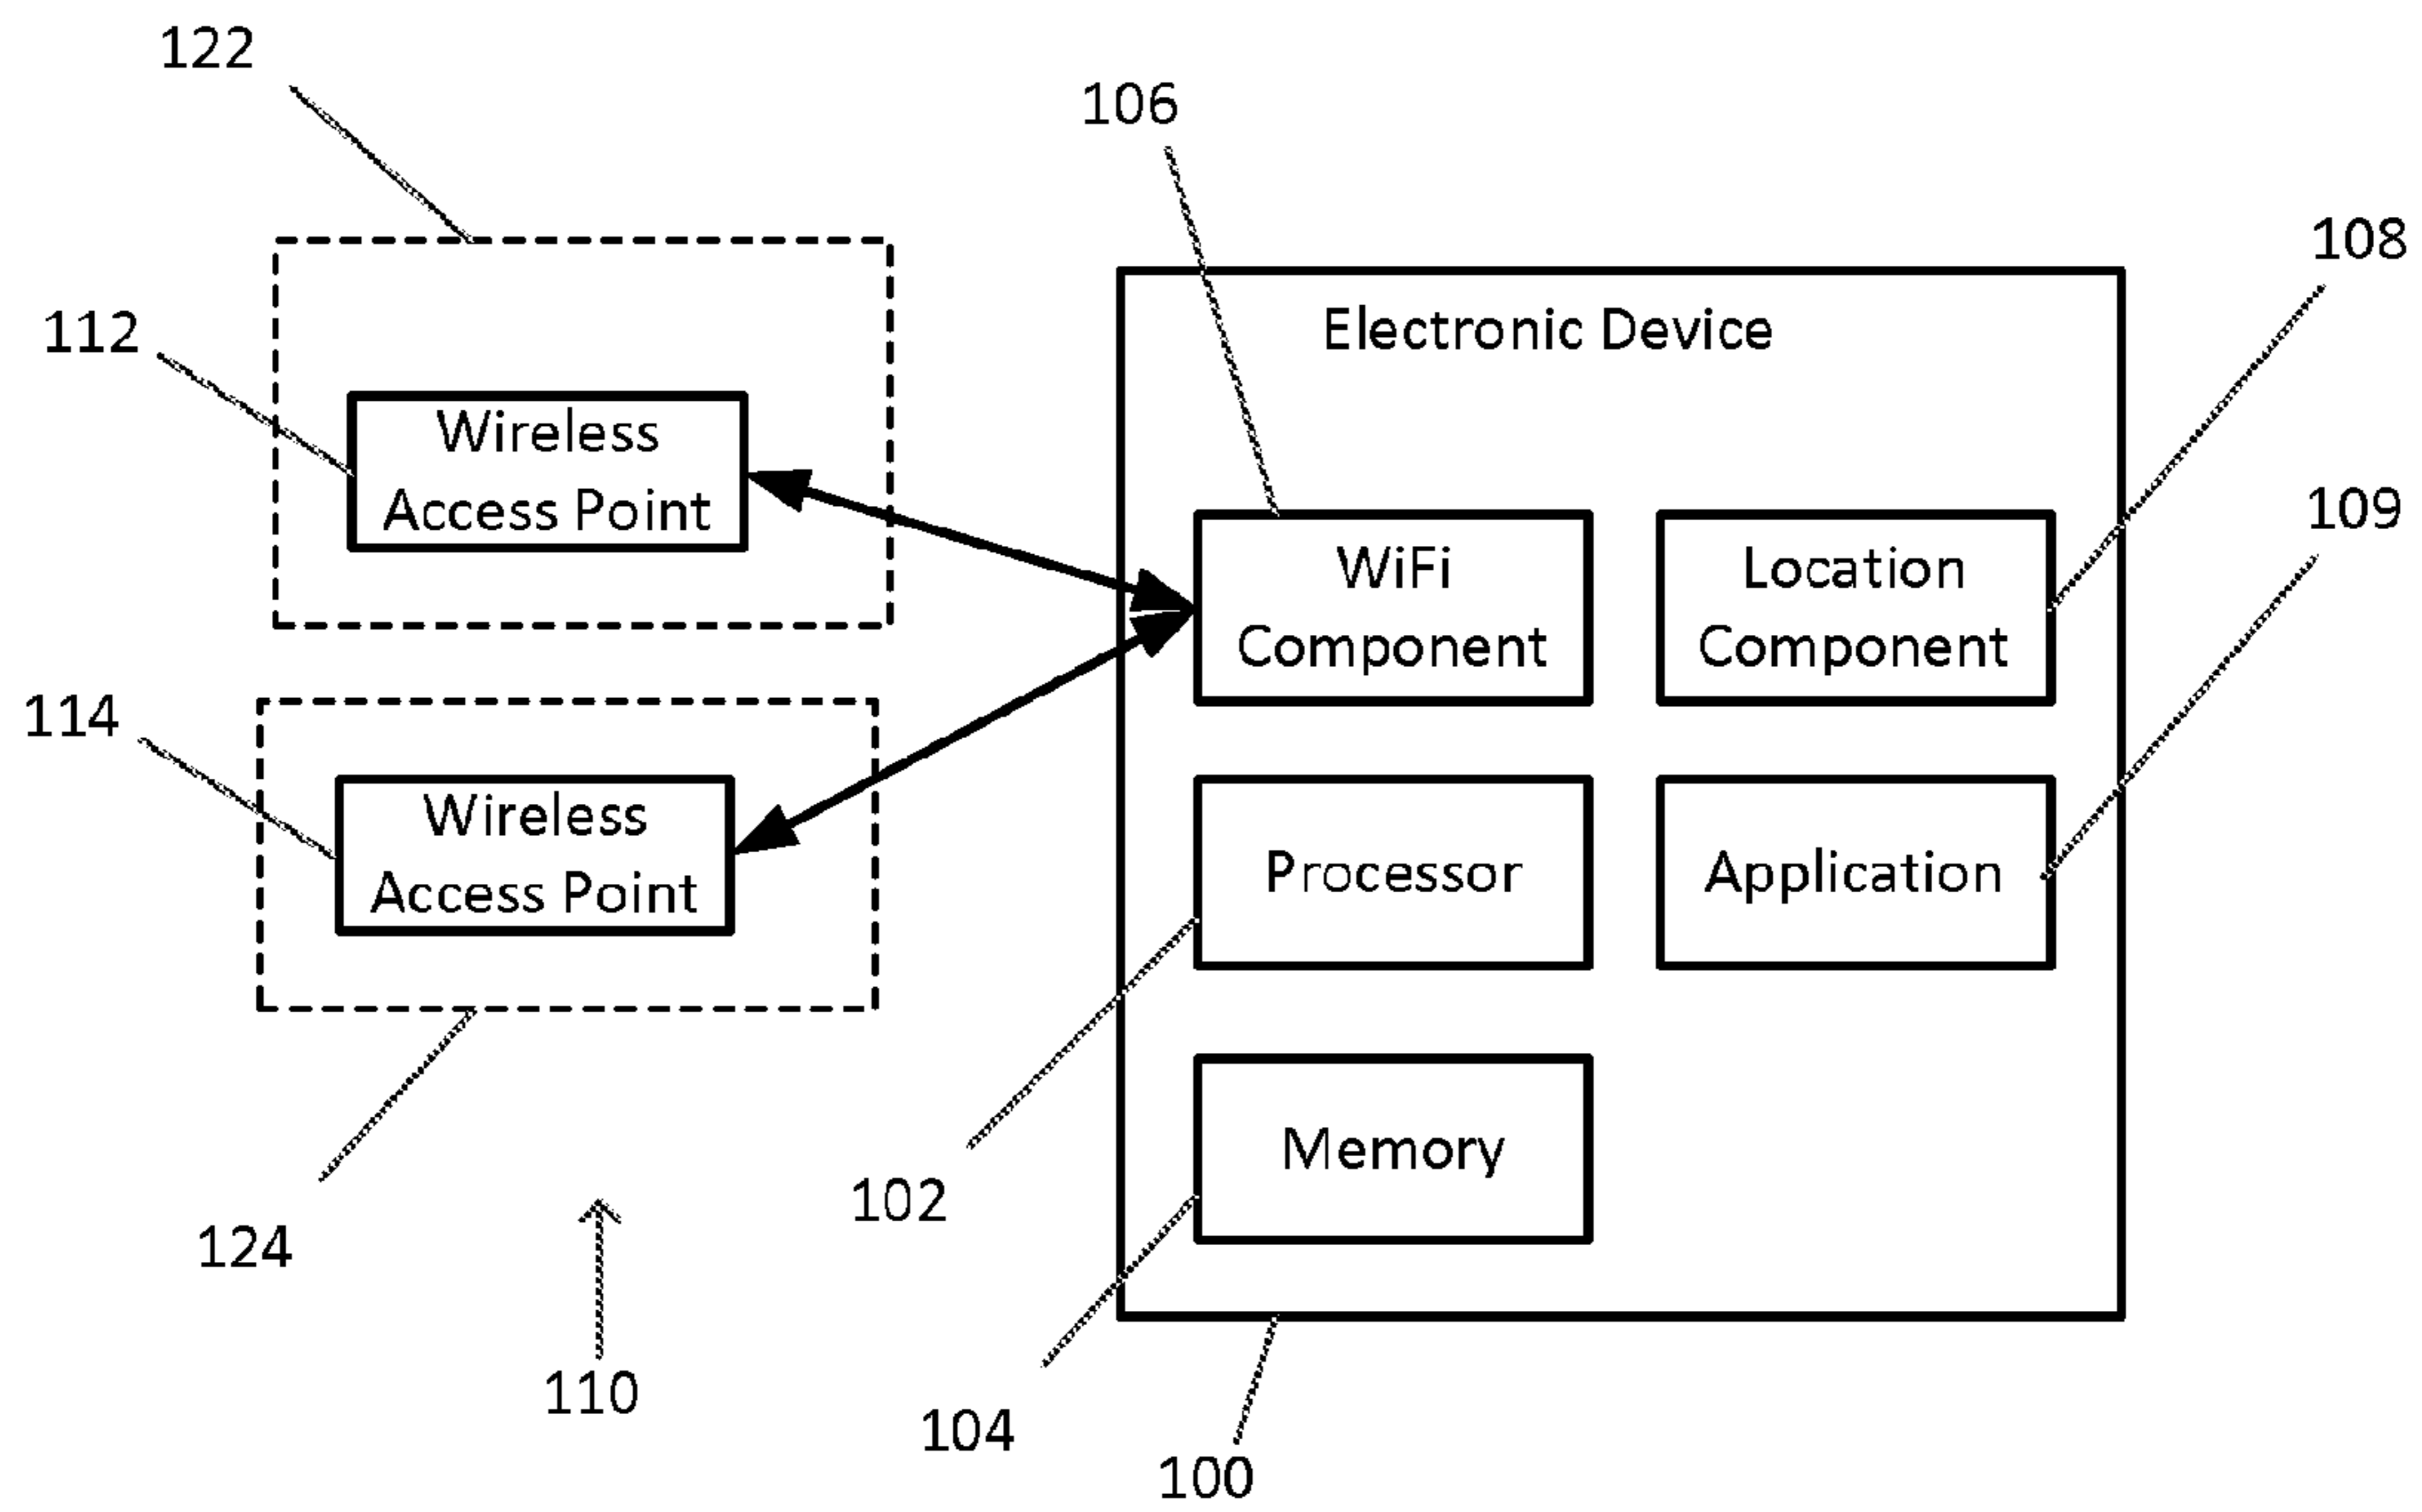 122
106
108
112
Electronic Device
Wireless
Access Point
109
WiFi
Component
Location
Component
114
Wireless
Access Point
Processor
Application
Memory
102
124
110
104
100